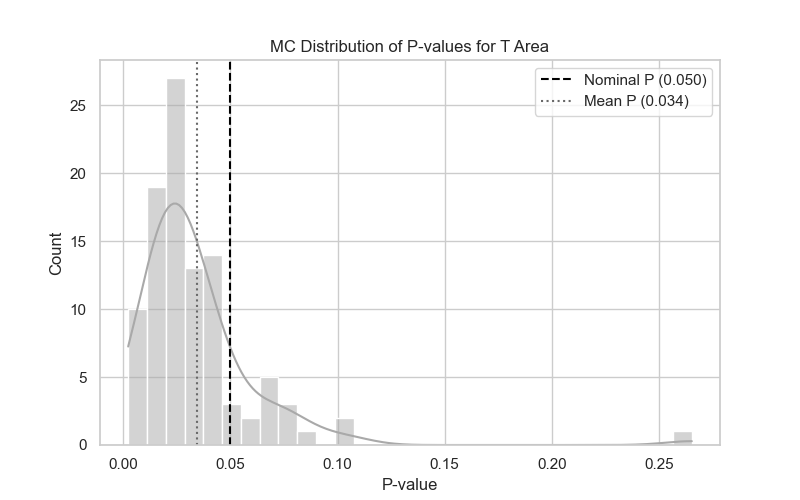 MC Distribution of P-values for T Area
Nominal P (0.050)
Mean P (0.034)
Count
25
20
15
10
5
0
0.00 0.05 0.10 0.15 0.20 0.25
P-value